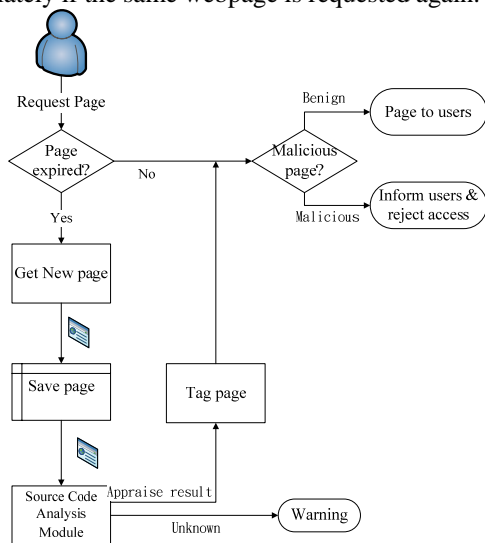 nately if the same webpage is requested again.
Request Page
Page
expired?
No
Yes
Get New page
Save page
Source Code
Analysis
Module
Appraise result
Unknown
Warning
Tag page
Malicious
page?
Benign
Page to users
Malicious
Inform users &
reject access